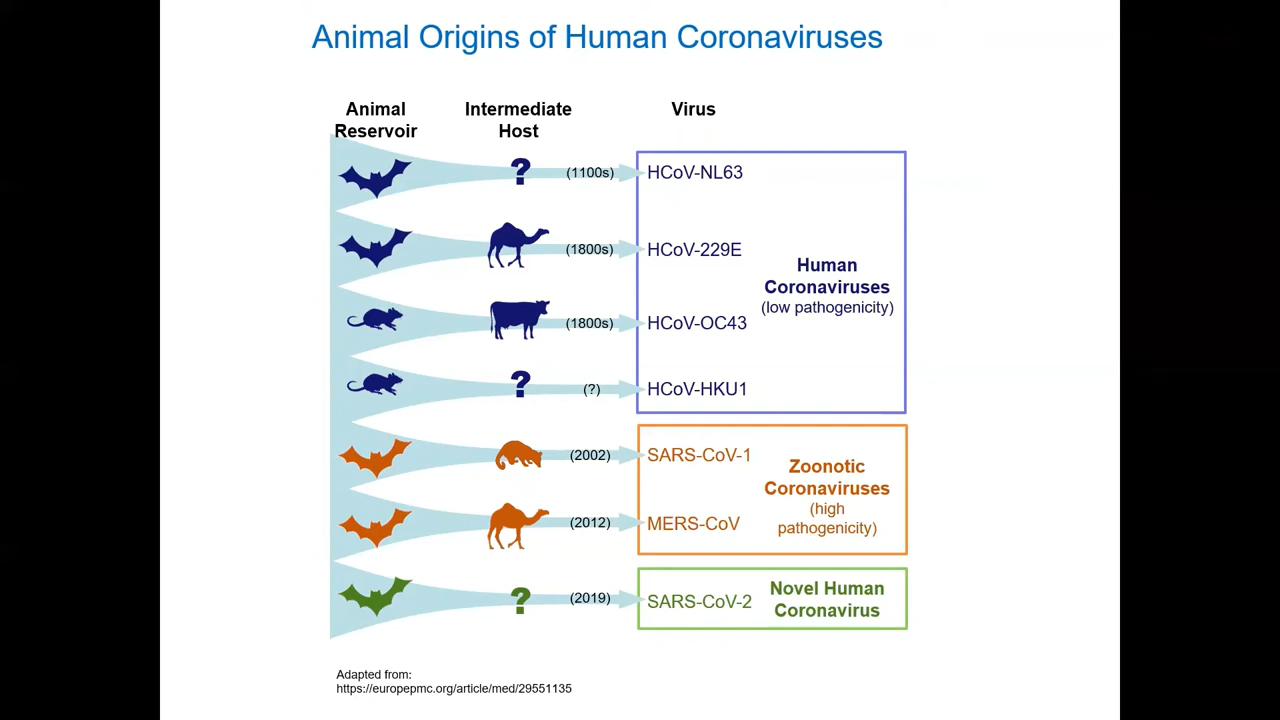 Animal Origins of Human Coronaviruses
Animal
Reservoir
Intermediate
Host
Virus
? (1100s) HCoV-NL63
(1800s) HCoV-229E
Human
Coronaviruses
(low pathogenicity)
(1800s) HCoV-OC43
? (?) HCoV-HKU1
(2002) SARS-CoV-1
Zoonotic
Coronaviruses
(high
pathogenicity)
(2012) MERS-CoV
? (2019) SARS-CoV-2
Novel Human
Coronavirus
Adapted from:
https://europepmc.org/article/med/29551135